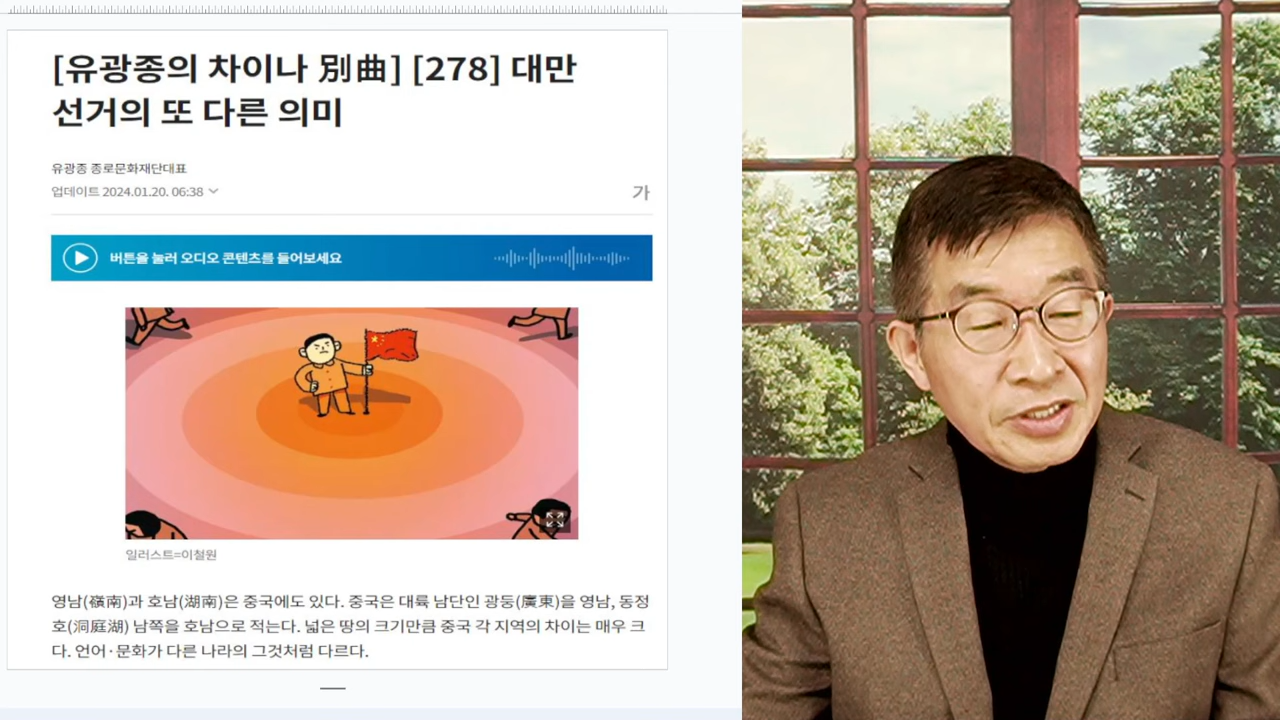 [유광종의 차이나 別曲] [278] 대만
선거의 또 다른 의미
유광종 종로문화재단대표
업데이트 2024.01.20. 06:38
가
버튼을 눌러 오디오 콘텐츠를 들어보세요
일러스트=이철원
영남(嶺南)과 호남(湖南)은 중국에도 있다. 중국은 대륙 남단인 광둥(廣東)을 영남, 동정
호(洞庭湖) 남쪽을 호남으로 적는다. 넓은 땅의 크기만큼 중국 각 지역의 차이는 매우 크
다. 언어·문화가 다른 나라의 그것처럼 다르다.